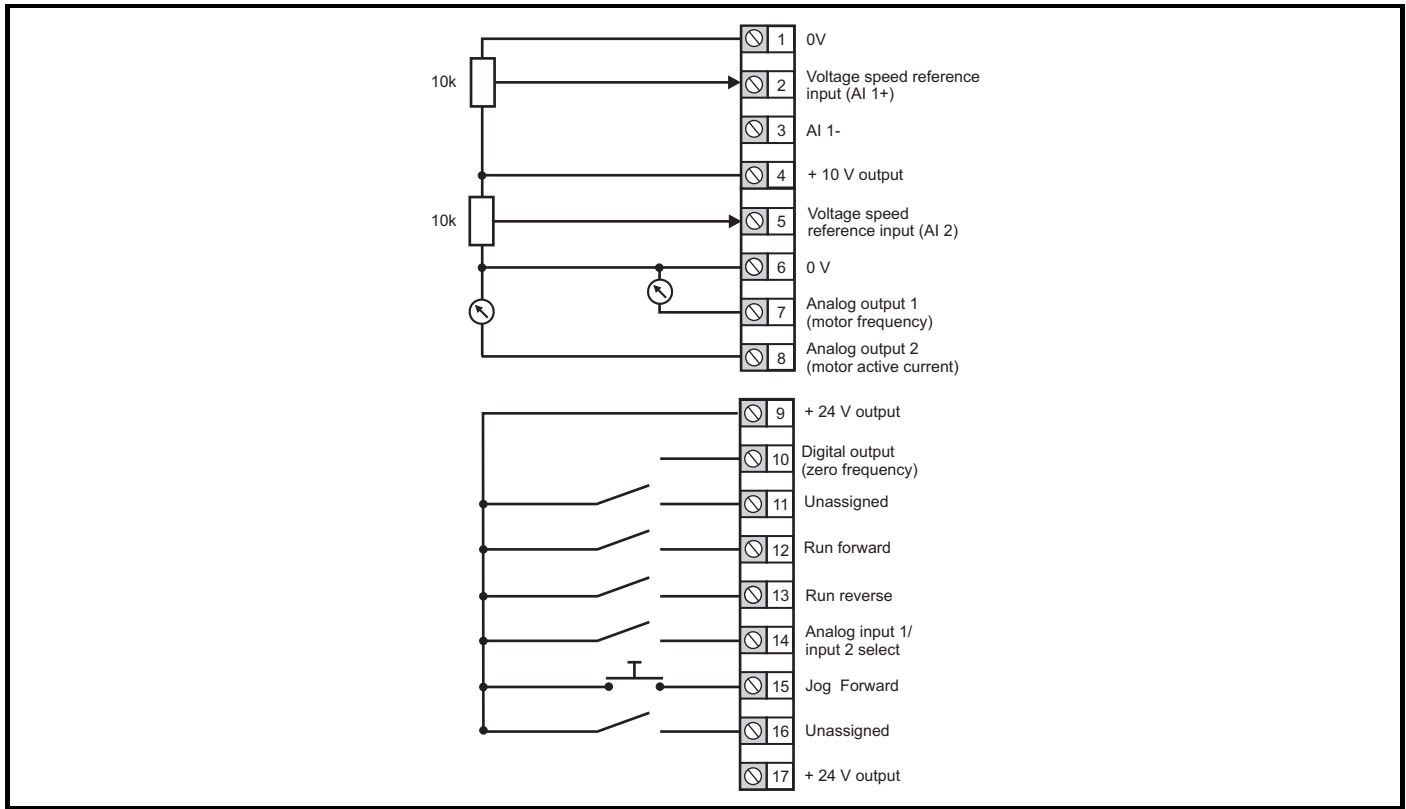 1 0V
10k
2 Voltage speed reference
input (AI 1+)
3 AI 1-
4 + 10 V output
10k
5 Voltage speed
reference input (AI 2)
6 0 V
7 Analog output 1
(motor frequency)
8 Analog output 2
(motor active current)
9 + 24 V output
10 Digital output
(zero frequency)
11 Unassigned
12 Run forward
13 Run reverse
14 Analog input 1/
input 2 select
15 Jog Forward
16 Unassigned
17 + 24 V output